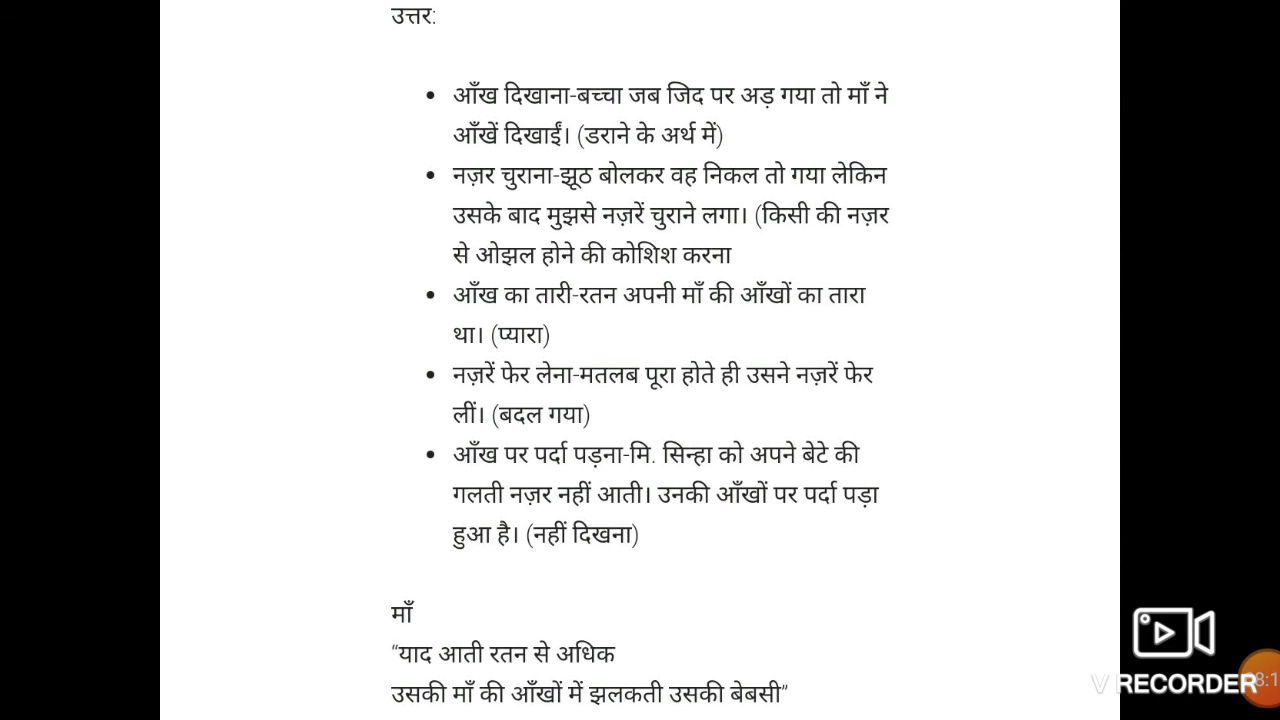 उत्तर:
• आँख दिखाना-बच्चा जब जिद पर अड़ गया तो माँ ने
आँखें दिखाईं। (डराने के अर्थ में)
• नज़र चुराना-झूठ बोलकर वह निकल तो गया लेकिन
उसके बाद मुझसे नज़रें चुराने लगा। (किसी की नज़र
से ओझल होने की कोशिश करना
• आँख का तारी-रतन अपनी माँ की आँखों का तारा
था। (प्यारा)
• नज़रें फेर लेना-मतलब पूरा होते ही उसने नज़रें फेर
लीं। (बदल गया)
• आँख पर पर्दा पड़ना-मि. सिन्हा को अपने बेटे की
गलती नज़र नहीं आती। उनकी आँखों पर पर्दा पड़ा
हुआ है। (नहीं दिखना)
माँ
“याद आती रतन से अधिक
उसकी माँ की आँखों में झलकती उसकी बेबसी”
V RECORDER